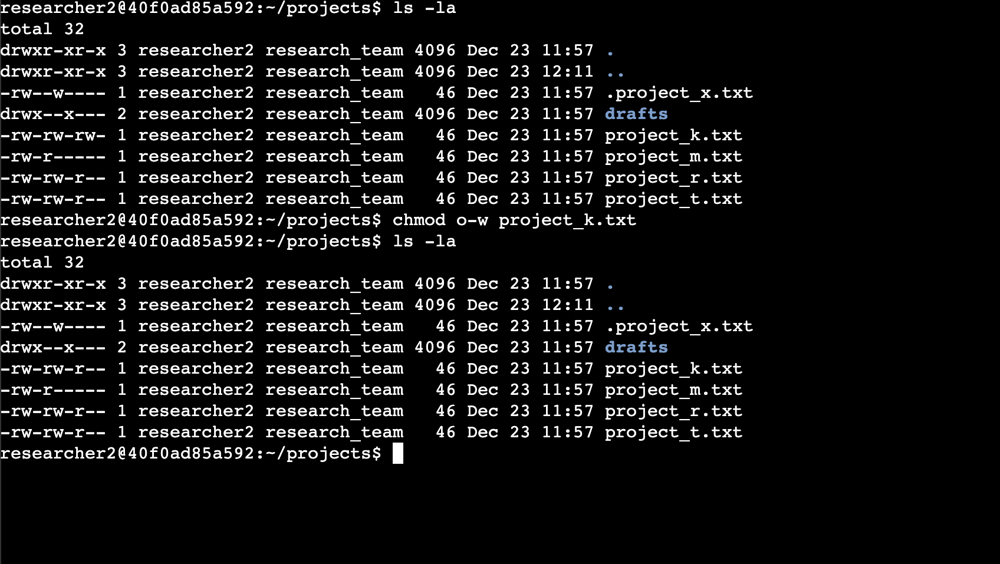 researcher2@40f0ad85a592:~/projects$ ls -la
total 32
drwxr-xr-x 3 researcher2 research_team 4096 Dec 23 11:57 .
drwxr-xr-x 3 researcher2 research_team 4096 Dec 23 12:11 ..
-rw--w---- 1 researcher2 research_team   46 Dec 23 11:57 .project_x.txt
drwx--x--- 2 researcher2 research_team 4096 Dec 23 11:57 drafts
-rw-rw-rw- 1 researcher2 research_team   46 Dec 23 11:57 project_k.txt
-rw-r----- 1 researcher2 research_team   46 Dec 23 11:57 project_m.txt
-rw-rw-r-- 1 researcher2 research_team   46 Dec 23 11:57 project_r.txt
-rw-rw-r-- 1 researcher2 research_team   46 Dec 23 11:57 project_t.txt
researcher2@40f0ad85a592:~/projects$ chmod o-w project_k.txt
researcher2@40f0ad85a592:~/projects$ ls -la
total 32
drwxr-xr-x 3 researcher2 research_team 4096 Dec 23 11:57 .
drwxr-xr-x 3 researcher2 research_team 4096 Dec 23 12:11 ..
-rw--w---- 1 researcher2 research_team   46 Dec 23 11:57 .project_x.txt
drwx--x--- 2 researcher2 research_team 4096 Dec 23 11:57 drafts
-rw-rw-r-- 1 researcher2 research_team   46 Dec 23 11:57 project_k.txt
-rw-r----- 1 researcher2 research_team   46 Dec 23 11:57 project_m.txt
-rw-rw-r-- 1 researcher2 research_team   46 Dec 23 11:57 project_r.txt
-rw-rw-r-- 1 researcher2 research_team   46 Dec 23 11:57 project_t.txt
researcher2@40f0ad85a592:~/projects$